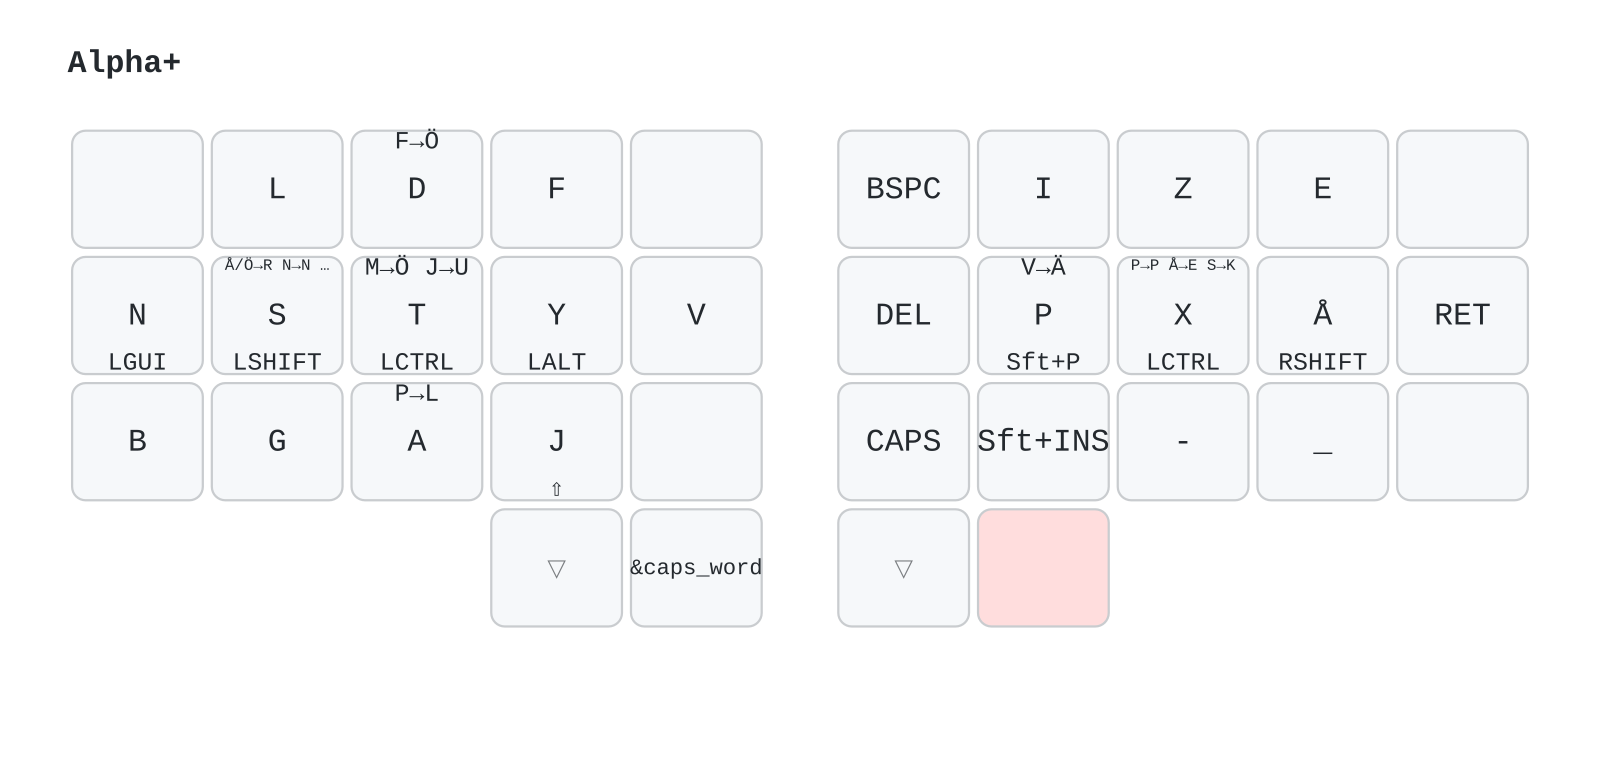 Alpha+
F→Ö
L D F BSPC I Z E
Å/Ö→R N→N … M→Ö J→U V→Ä P→P Å→E S→K
N S T Y V DEL P X Å RET
LGUI LSHIFT LCTRL LALT Sft+P LCTRL RSHIFT
P→L
B G A J CAPS Sft+INS - _
⇧
▽ &caps_word ▽